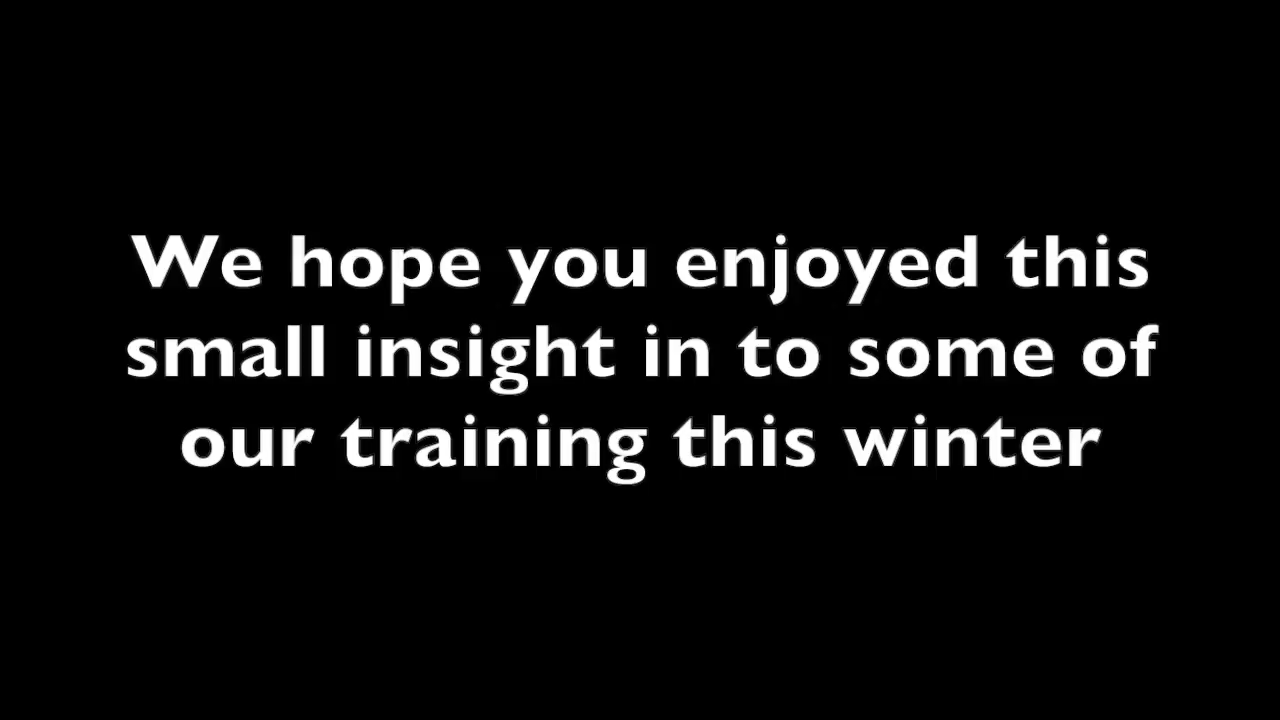 We hope you enjoyed this
small insight in to some of
our training this winter